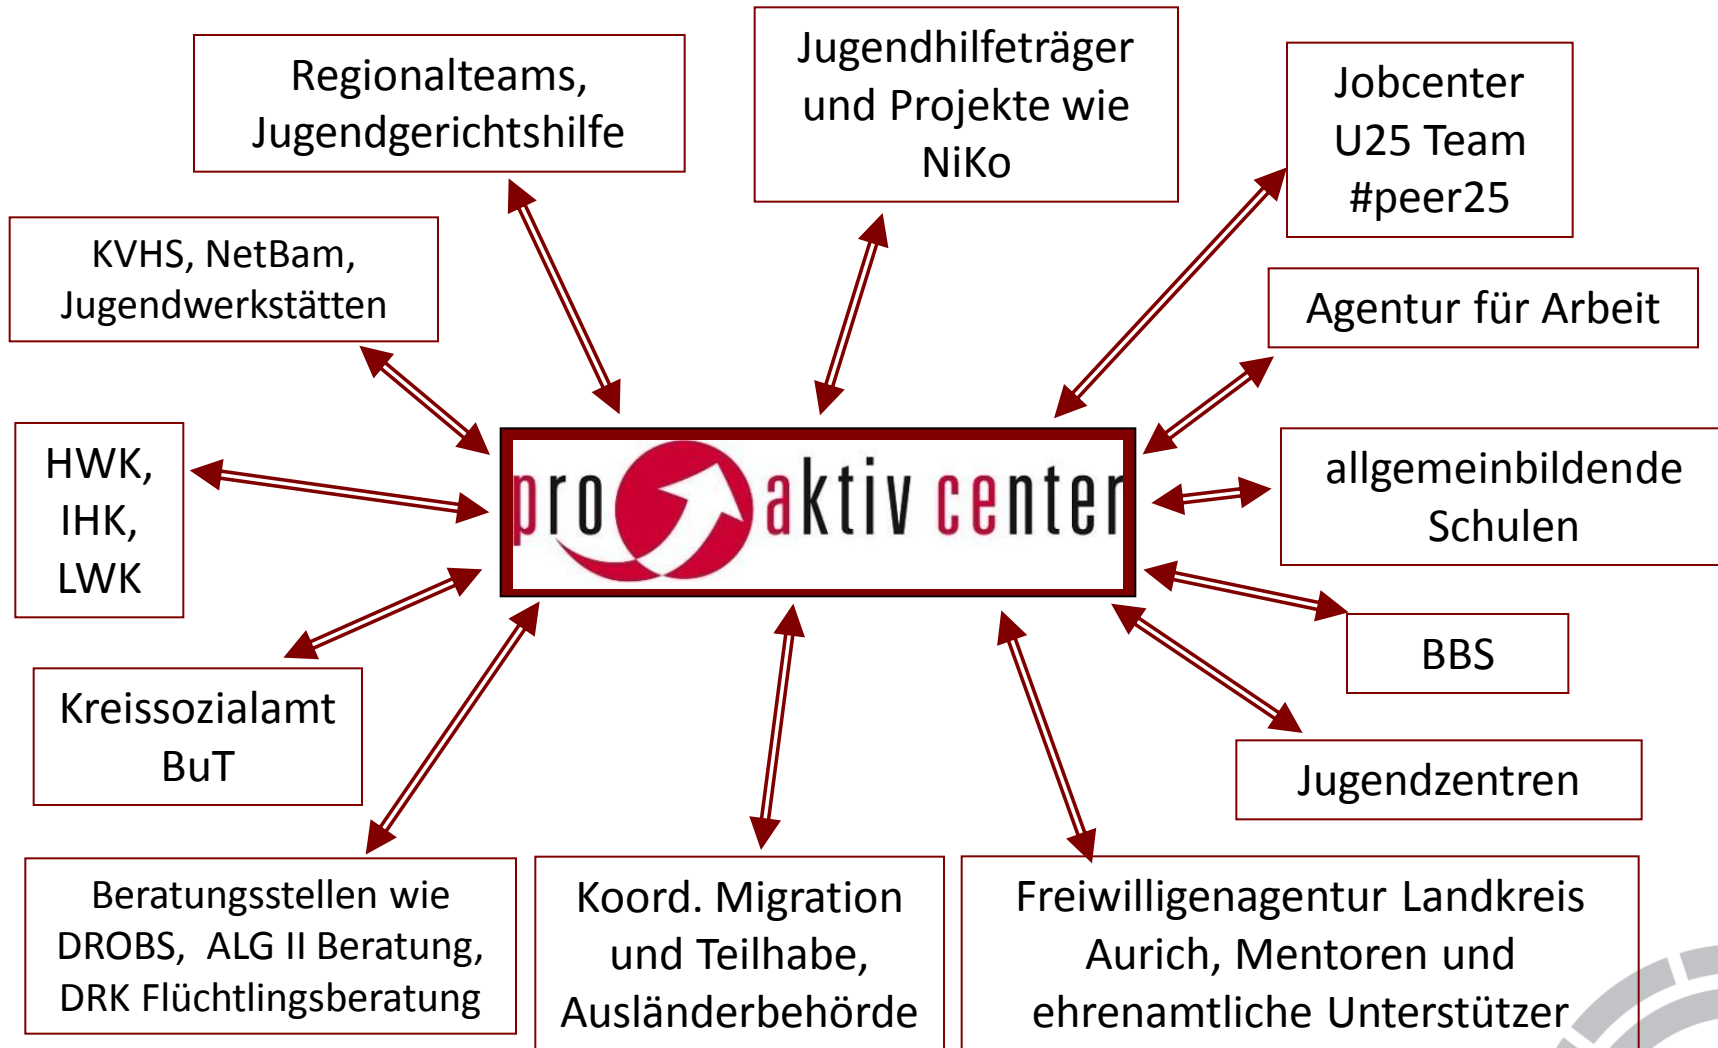 Regionalteams,
Jugendgerichtshilfe
Jugendhilfeträger
und Projekte wie
NiKo
Jobcenter
U25 Team
#peer25
KVHS, NetBam,
Jugendwerkstätten
Agentur für Arbeit
HWK,
IHK,
LWK
pro aktiv center
allgemeinbildende
Schulen
Kreissozialamt
BuT
BBS
Jugendzentren
Beratungsstellen wie
DROBS, ALG II Beratung,
DRK Flüchtlingsberatung
Koord. Migration
und Teilhabe,
Ausländerbehörde
Freiwilligenagentur Landkreis
Aurich, Mentoren und
ehrenamtliche Unterstützer